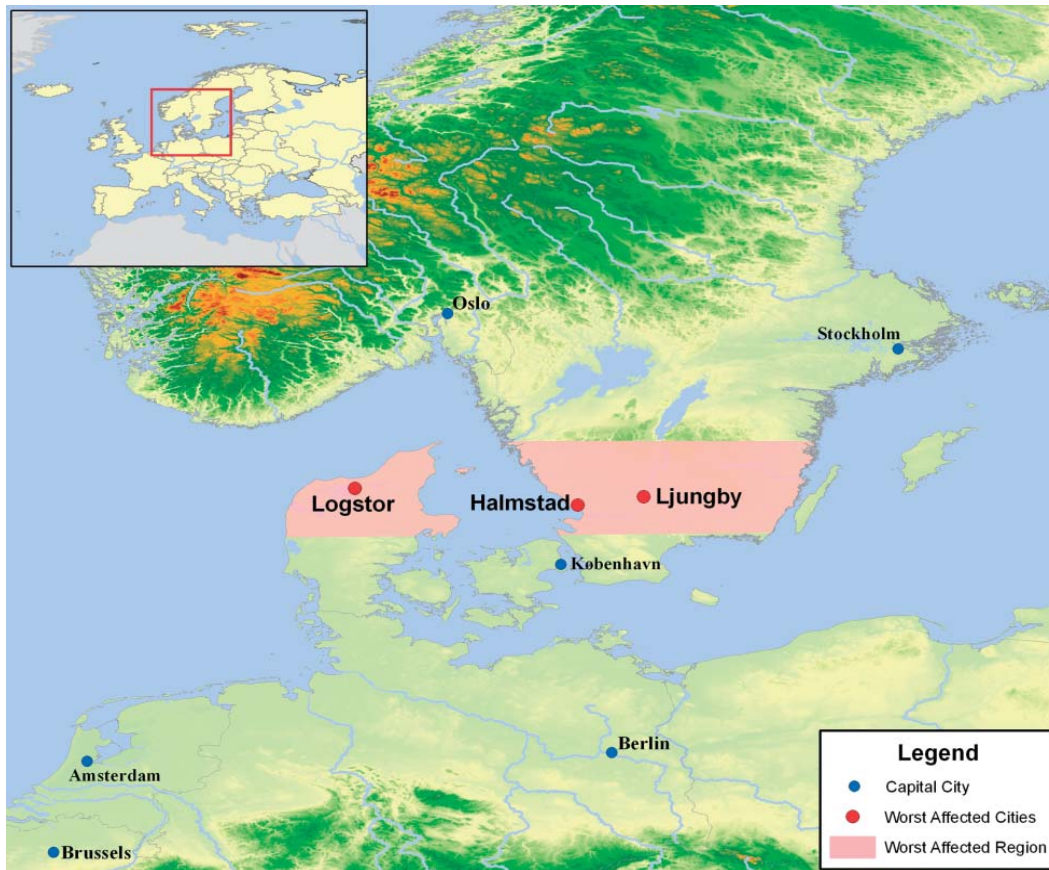 Oslo
Stockholm
Logstor
Halmstad
Ljungby
København
Berlin
Amsterdam
Brussels
Legend
Capital City
Worst Affected Cities
Worst Affected Region